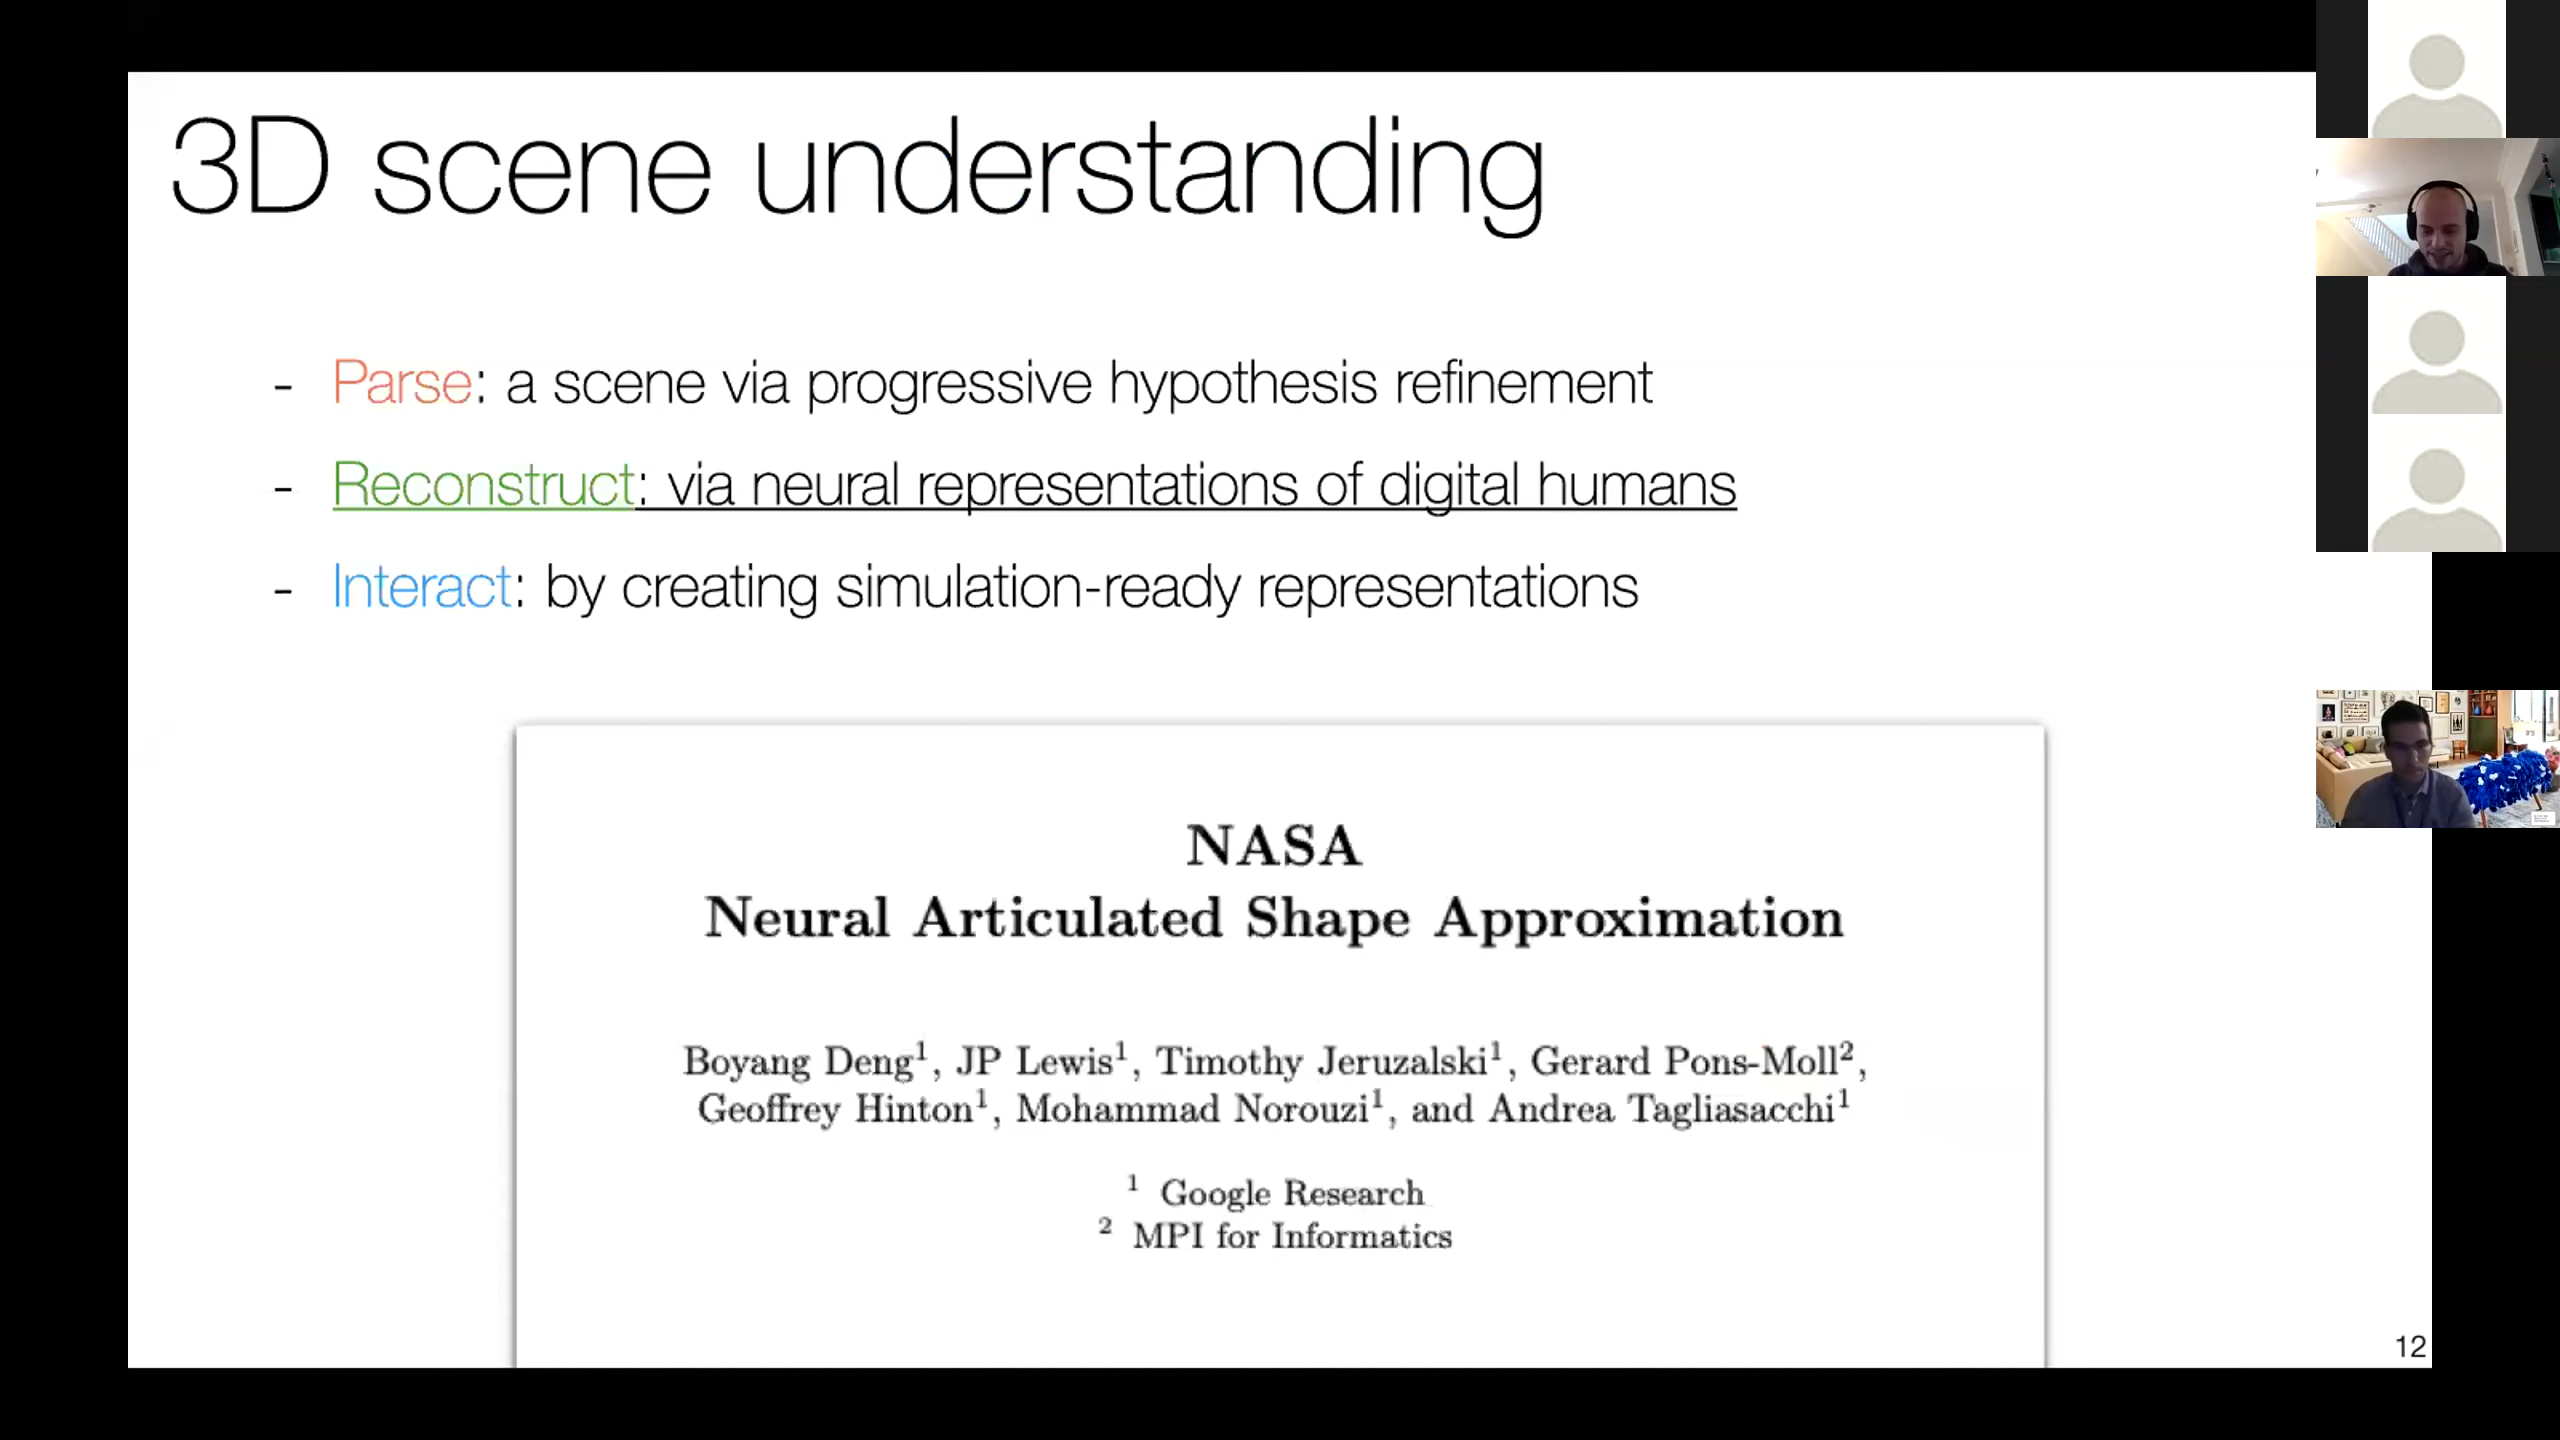 3D scene understanding
- Parse: a scene via progressive hypothesis refinement
- Reconstruct: via neural representations of digital humans
- Interact: by creating simulation-ready representations
NASA
Neural Articulated Shape Approximation
Boyang Deng¹, JP Lewis¹, Timothy Jeruzalski¹, Gerard Pons-Moll²,
Geoffrey Hinton¹, Mohammad Norouzi¹, and Andrea Tagliasacchi¹
¹ Google Research
² MPI for Informatics
12